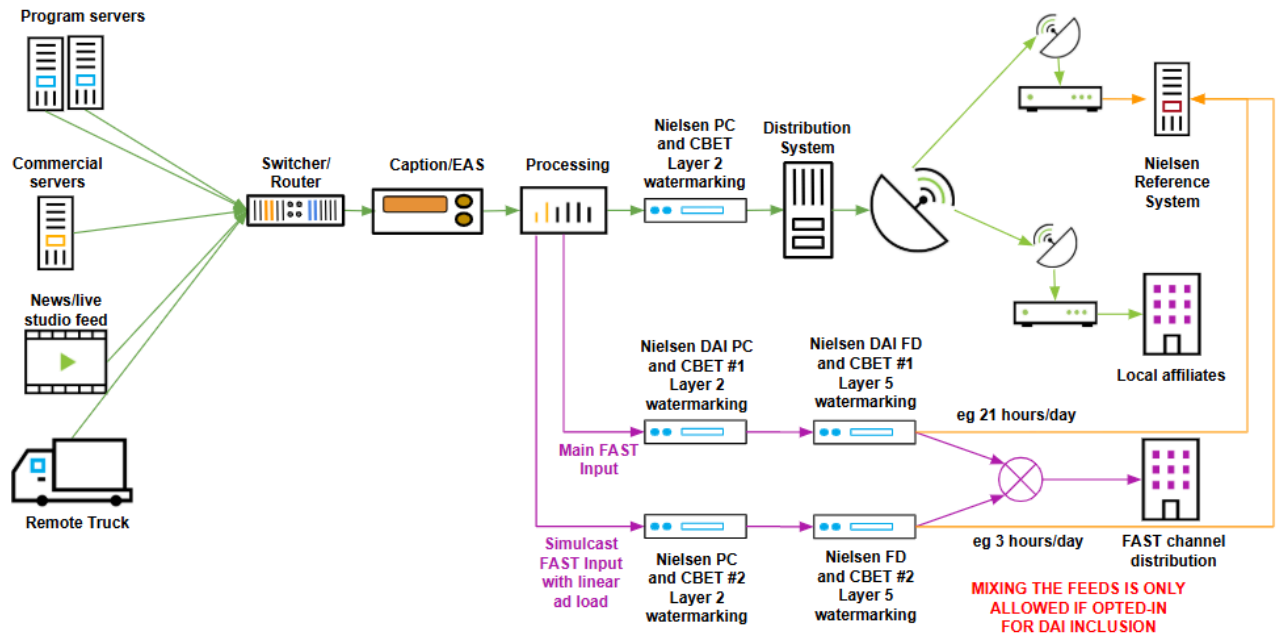 Program servers
Commercial
servers
News/live
studio feed
Remote Truck
Switcher/
Router
Caption/EAS
Processing
Nielsen PC
and CBET
Layer 2
watermarking
Distribution
System
Nielsen
Reference
System
Local affiliates
Nielsen DAI PC
and CBET #1
Layer 2
watermarking
Nielsen DAI FD
and CBET #1
Layer 5
watermarking
eg 21 hours/day
Main FAST
Input
Simulcast
FAST Input
with linear
ad load
Nielsen PC
and CBET #2
Layer 2
watermarking
Nielsen FD
and CBET #2
Layer 5
watermarking
eg 3 hours/day
FAST channel
distribution
MIXING THE FEEDS IS ONLY
ALLOWED IF OPTED-IN
FOR DAI INCLUSION